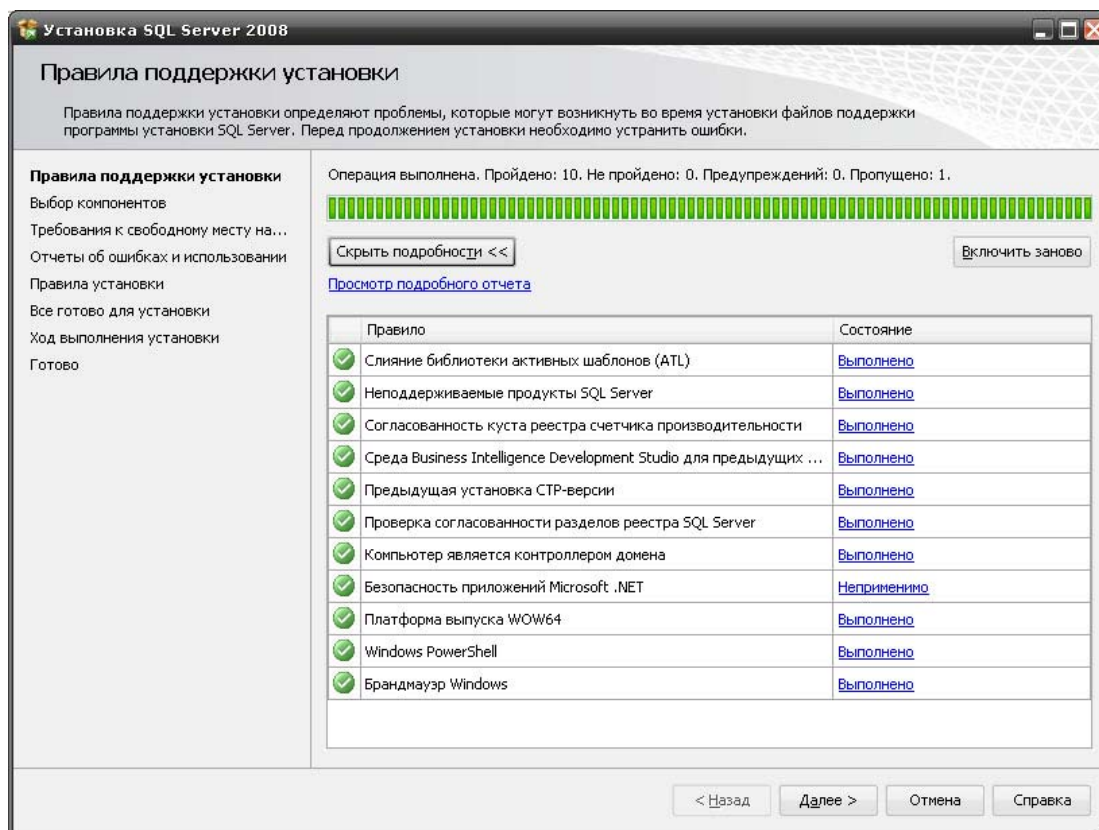 Установка SQL Server 2008
Правила поддержки установки
Правила поддержки установки определяют проблемы, которые могут возникнуть во время установки файлов поддержки
программы установки SQL Server. Перед продолжением установки необходимо устранить ошибки.
Правила поддержки установки
Выбор компонентов
Требования к свободному месту на...
Отчеты об ошибках и использовании
Правила установки
Все готово для установки
Ход выполнения установки
Готово
Операция выполнена. Пройдено: 10. Не пройдено: 0. Предупреждений: 0. Пропущено: 1.
Скрыть подробности <<
Включить заново
Просмотр подробного отчета
Правило Состояние
Слияние библиотеки активных шаблонов (ATL) Выполнено
Неподдерживаемые продукты SQL Server Выполнено
Согласованность куста реестра счетчика производительности Выполнено
Среда Business Intelligence Development Studio для предыдущих ... Выполнено
Предыдущая установка CTP-версии Выполнено
Проверка согласованности разделов реестра SQL Server Выполнено
Компьютер является контроллером домена Выполнено
Безопасность приложений Microsoft .NET Неприменимо
Платформа выпуска WOW64 Выполнено
Windows PowerShell Выполнено
Брандмауэр Windows Выполнено
< Назад Далее > Отмена Справка